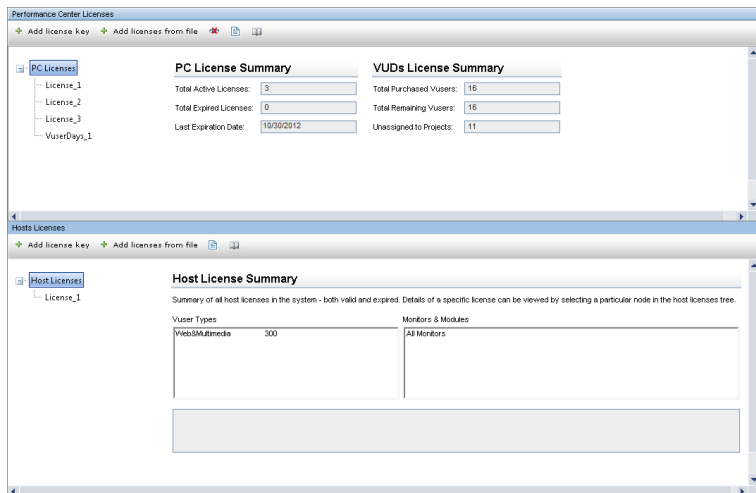 Performance Center Licenses
Add license key Add licenses from file
PC Licenses
License_1
License_2
License_3
VuserDays_1
PC License Summary
Total Active Licenses: 3
Total Expired Licenses: 0
Last Expiration Date: 10/30/2012
VUDs License Summary
Total Purchased Vusers: 16
Total Remaining Vusers: 16
Unassigned to Projects: 11
Hosts Licenses
Add license key Add licenses from file
Host Licenses
License_1
Host License Summary
Summary of all host licenses in the system - both valid and expired. Details of a specific license can be viewed by selecting a particular node in the host licenses tree.
Vuser Types
Web&Multimedia 300
Monitors & Modules
All Monitors